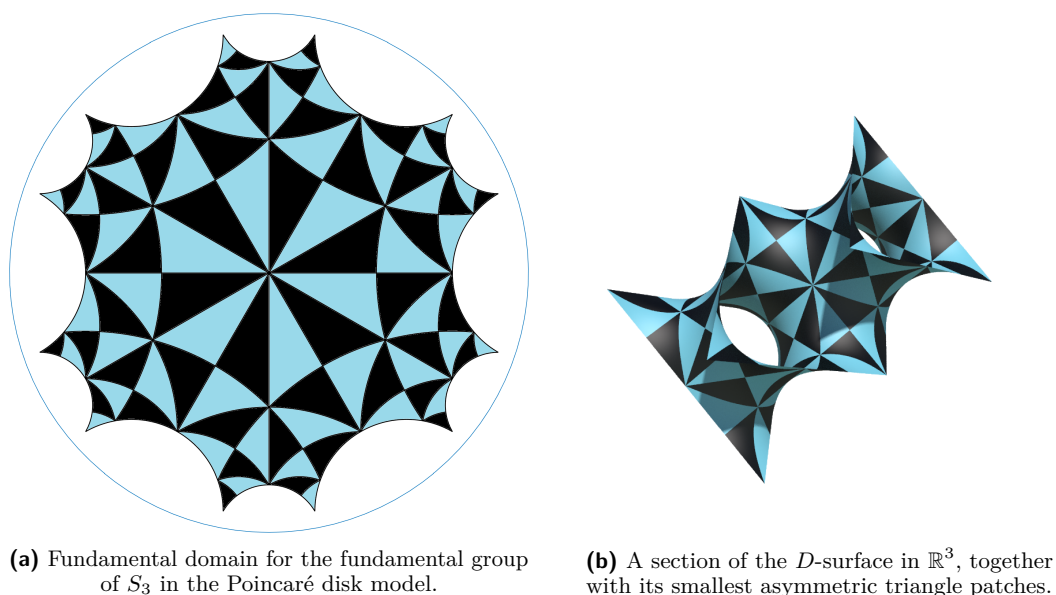 (a) Fundamental domain for the fundamental group
of S₃ in the Poincaré disk model.
(b) A section of the D-surface in ℝ³, together
with its smallest asymmetric triangle patches.